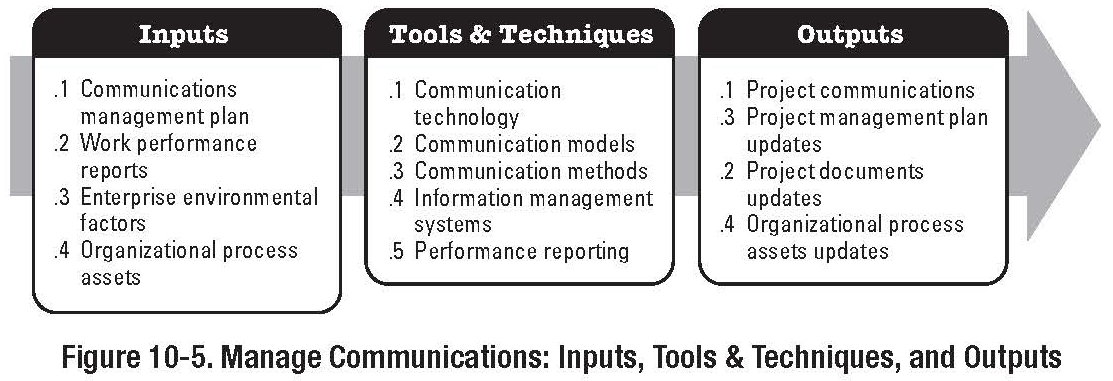 Inputs
.1 Communications
management plan
.2 Work performance
reports
.3 Enterprise environmental
factors
.4 Organizational process
assets
Tools & Techniques
.1 Communication
technology
.2 Communication models
.3 Communication methods
.4 Information management
systems
.5 Performance reporting
Outputs
.1 Project communications
.3 Project management plan
updates
.2 Project documents
updates
.4 Organizational process
assets updates
Figure 10-5. Manage Communications: Inputs, Tools & Techniques, and Outputs